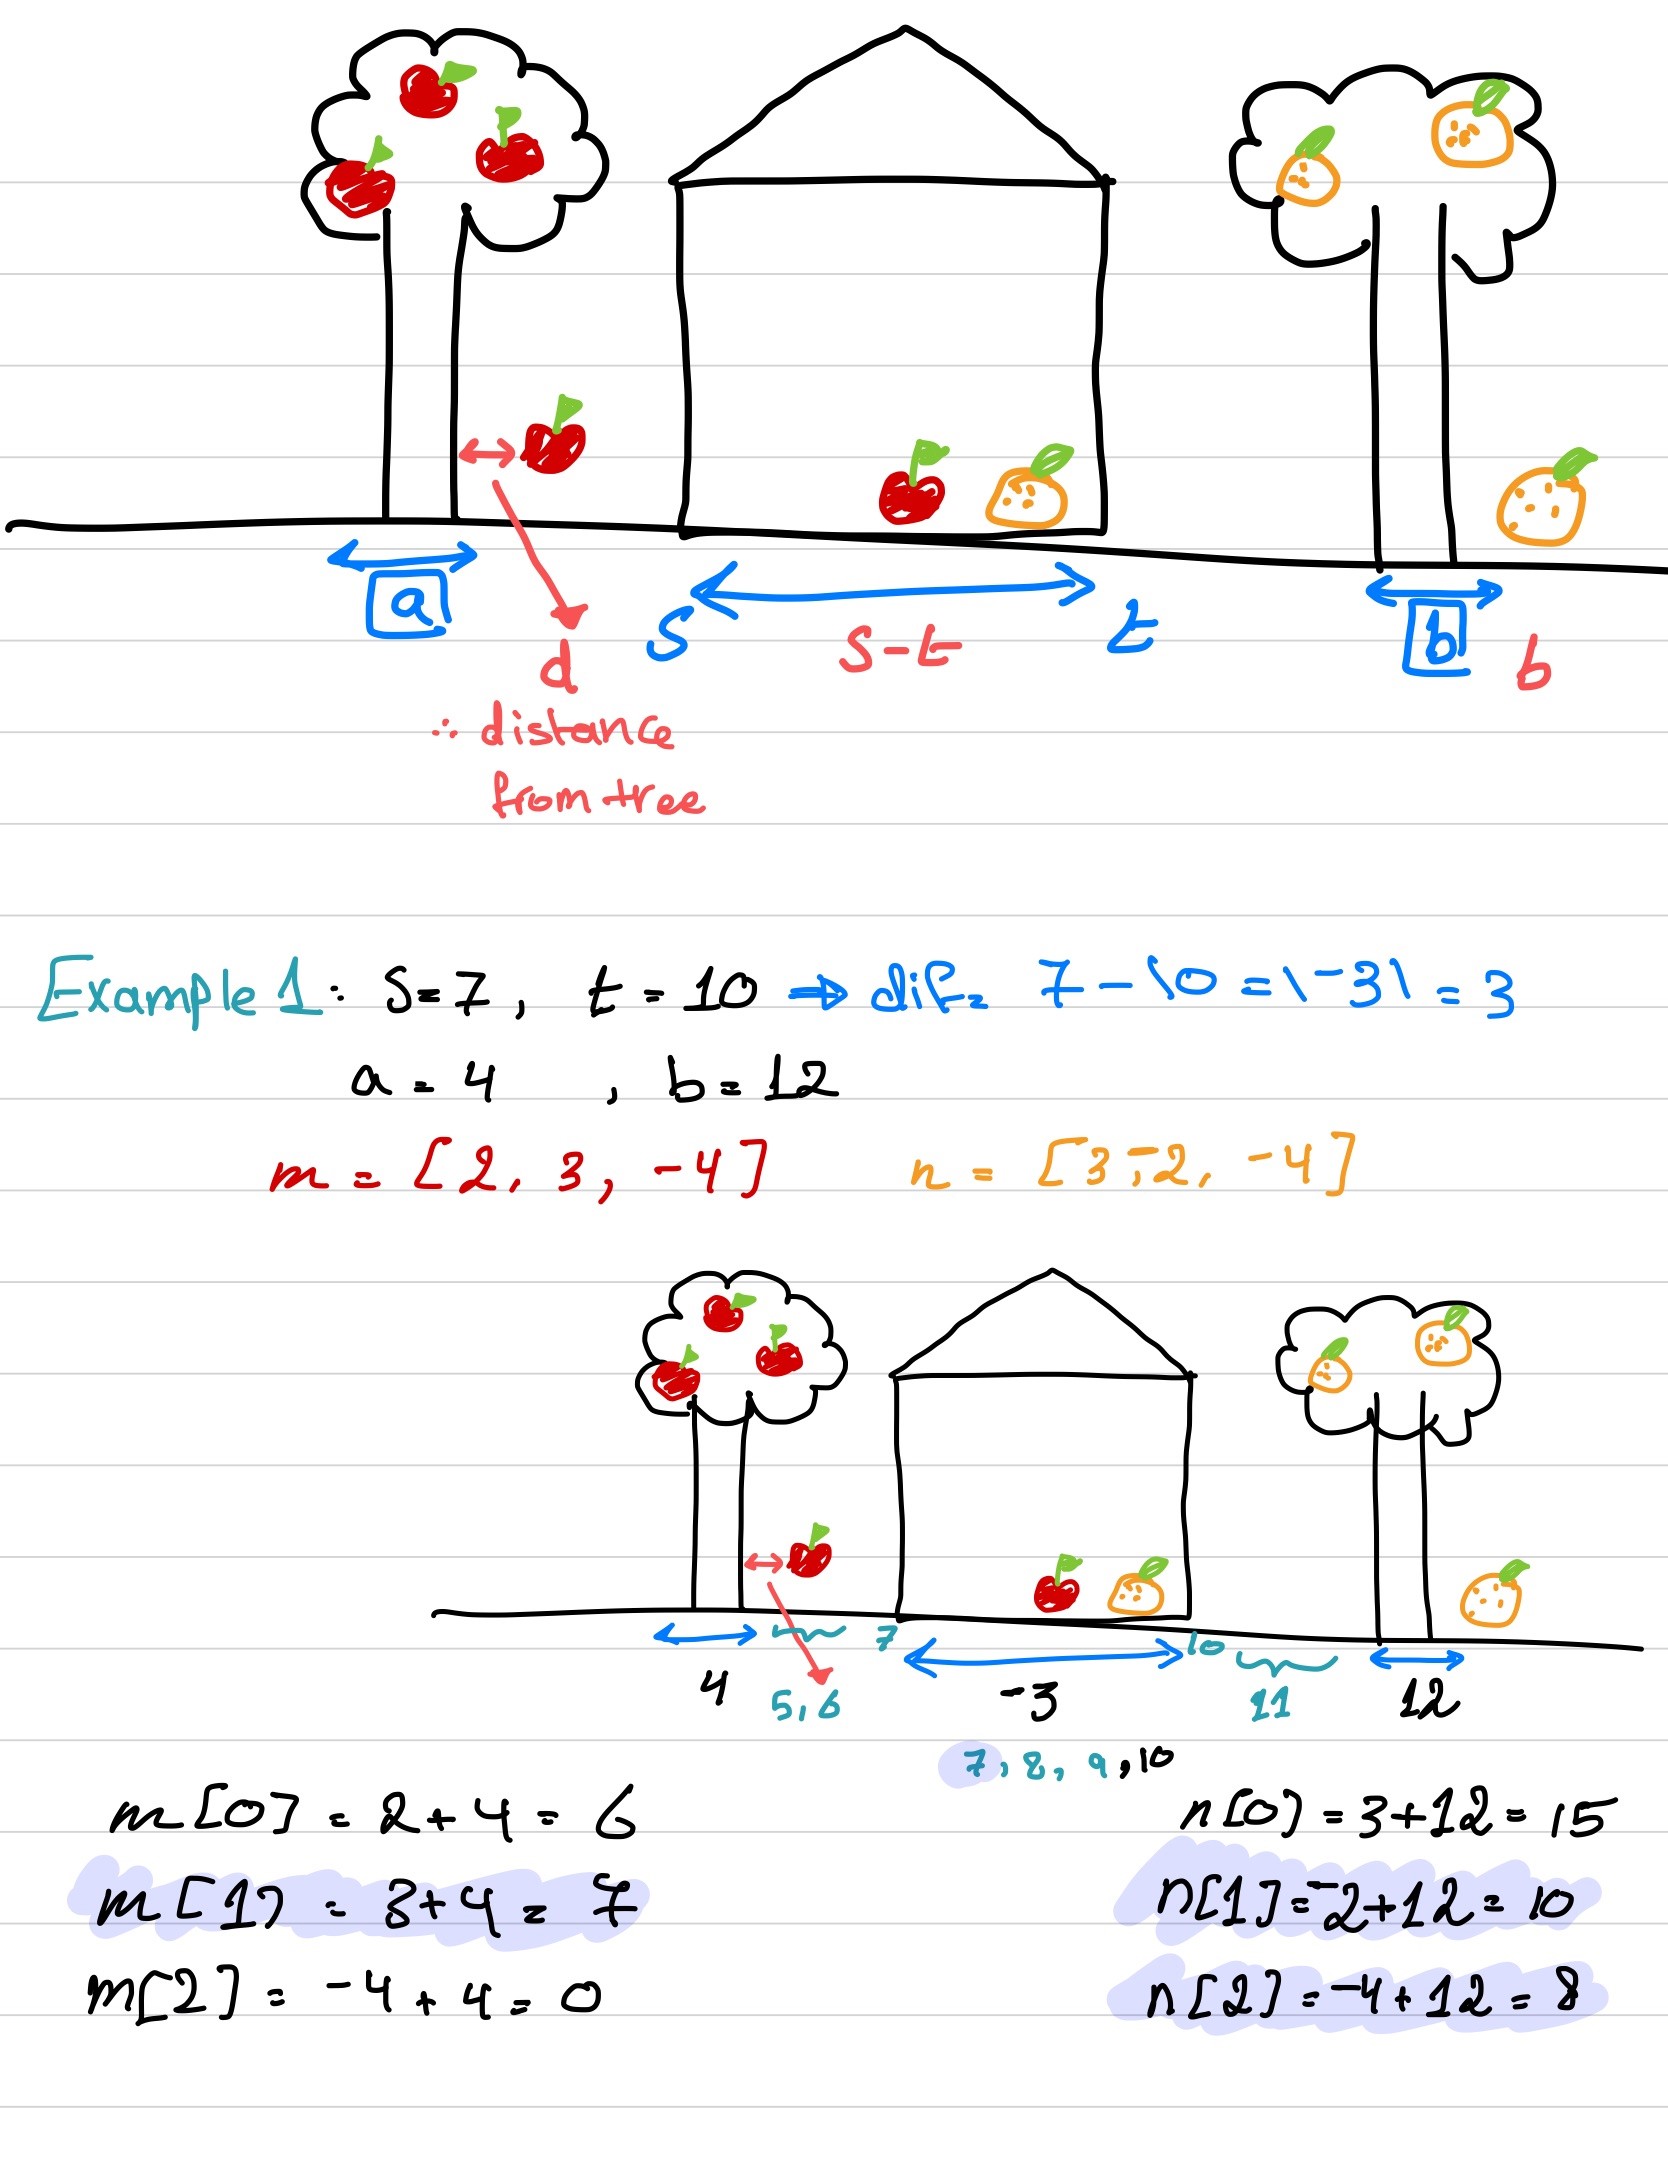 a
s
s-t
t
b
b
d
∴ distance
from tree
Example 1: S=7, t=10 ⇒ dif= 7-10 =|-3| = 3
a=4 , b=12
m=[2, 3, -4] n = [3,-2, -4]
7 10
4 5,6 -3 11 12
7, 8, 9, 10
m[0] = 2+4 = 6 n[0] = 3+12 = 15
m[1] = 3+4 = 7 n[1] = -2+12 = 10
m[2] = -4+4 = 0 n[2] = -4+12 = 8